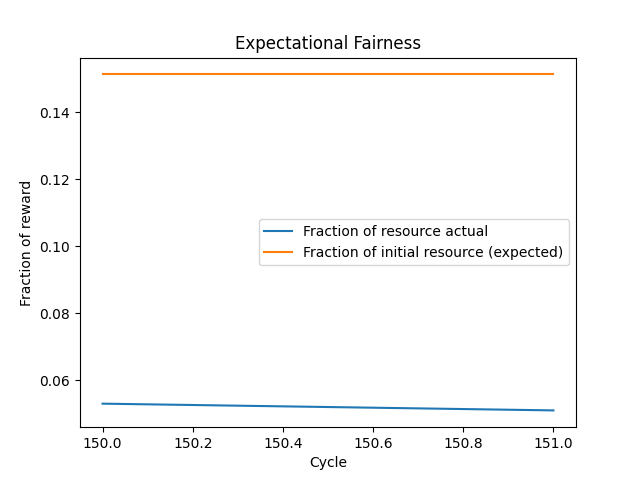 Expectational Fairness
Fraction of reward
0.14
0.12
0.10
0.08
0.06
Fraction of resource actual
Fraction of initial resource (expected)
150.0 150.2 150.4 150.6 150.8 151.0
Cycle